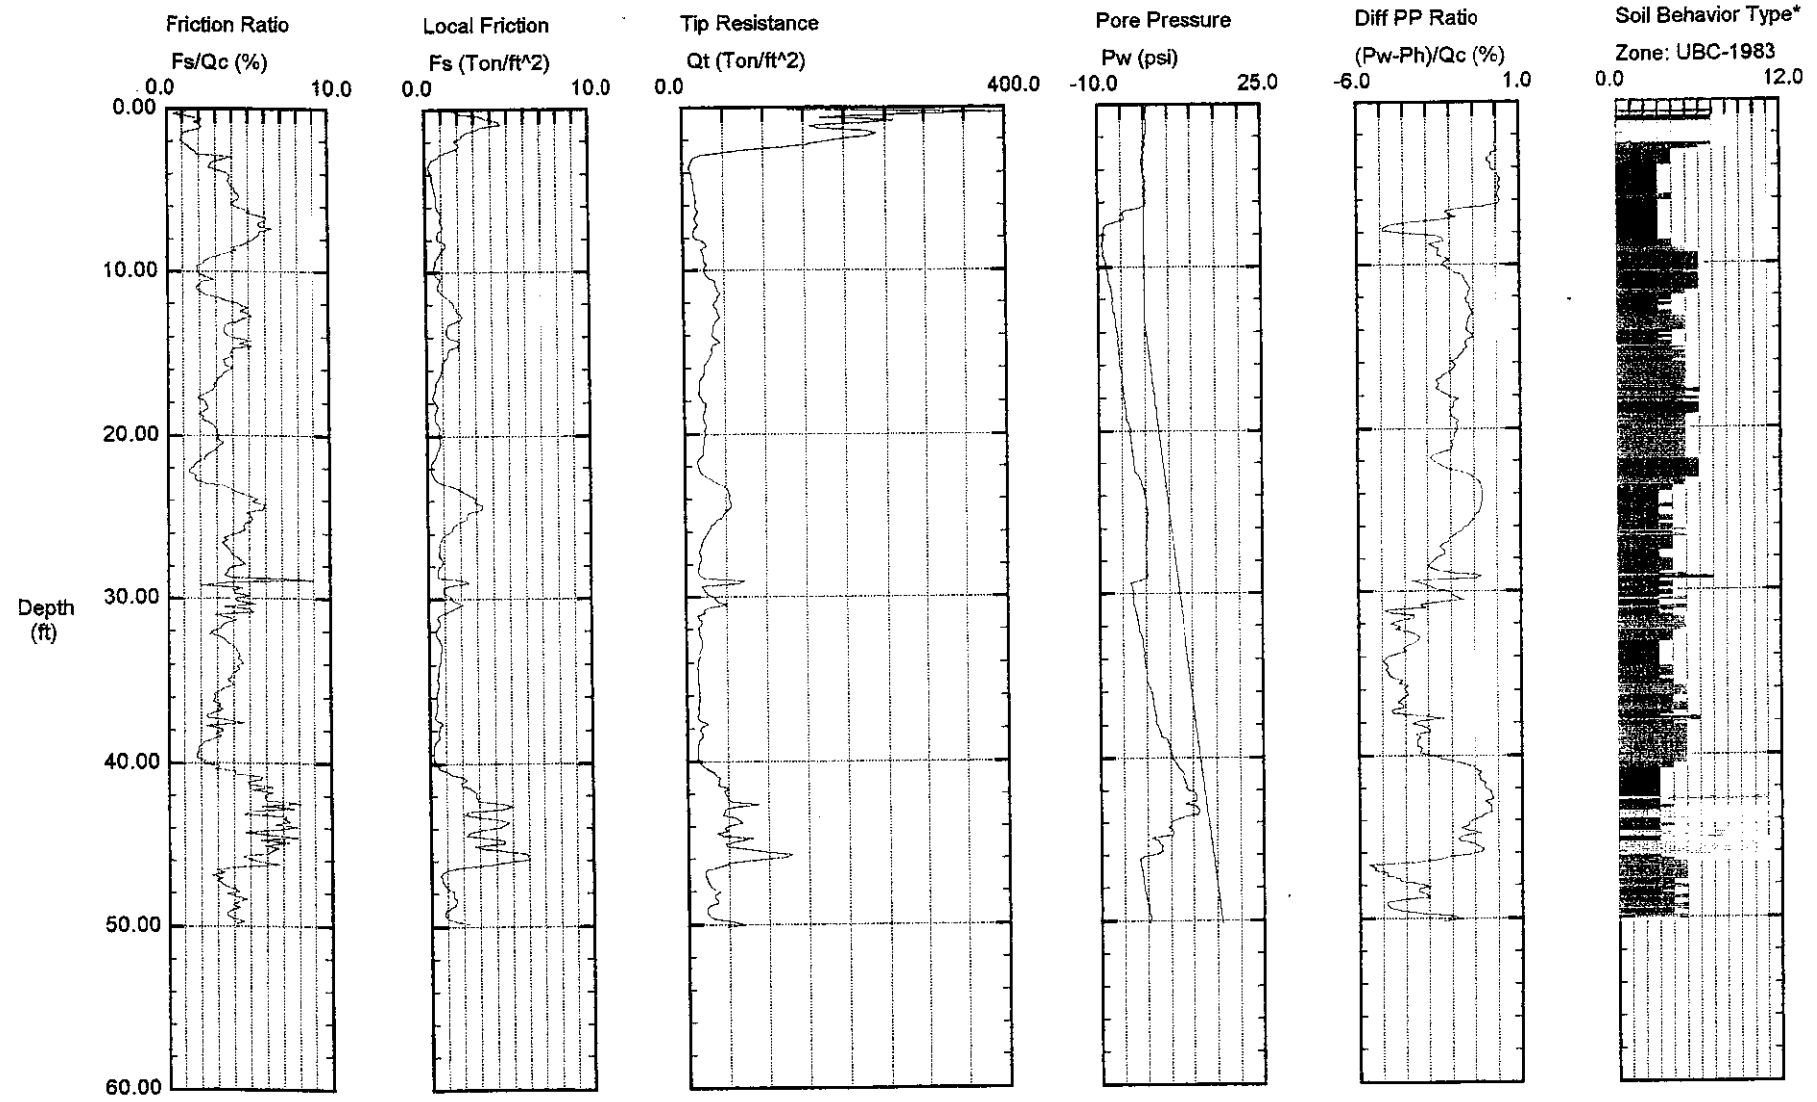 Friction Ratio
Fs/Qc (%)
0.0 10.0
Local Friction
Fs (Ton/ft^2)
0.0 10.0
Tip Resistance
Qt (Ton/ft^2)
0.0 400.0
Pore Pressure
Pw (psi)
-10.0 25.0
Diff PP Ratio
(Pw-Ph)/Qc (%)
-6.0 1.0
Soil Behavior Type*
Zone: UBC-1983
0.0 12.0
0.00
10.00
20.00
30.00
40.00
50.00
60.00
Depth
(ft)